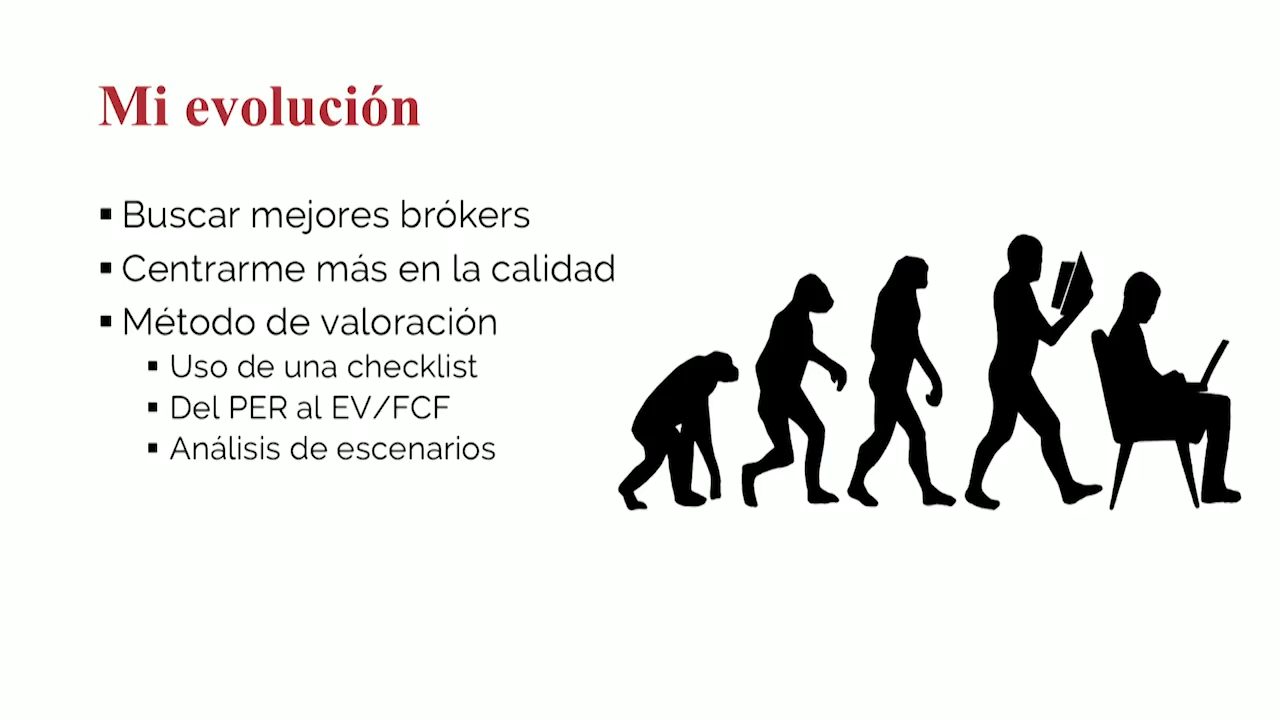 Mi evolución
▪ Buscar mejores brókers
▪ Centrarme más en la calidad
▪ Método de valoración
▪ Uso de una checklist
▪ Del PER al EV/FCF
▪ Análisis de escenarios